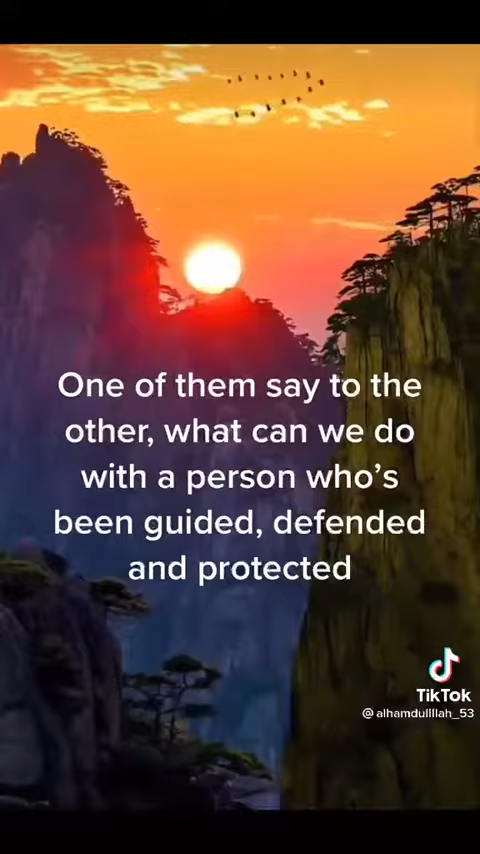 One of them say to the
other, what can we do
with a person who's
been guided, defended
and protected
TikTok
@alhamdullllah_53